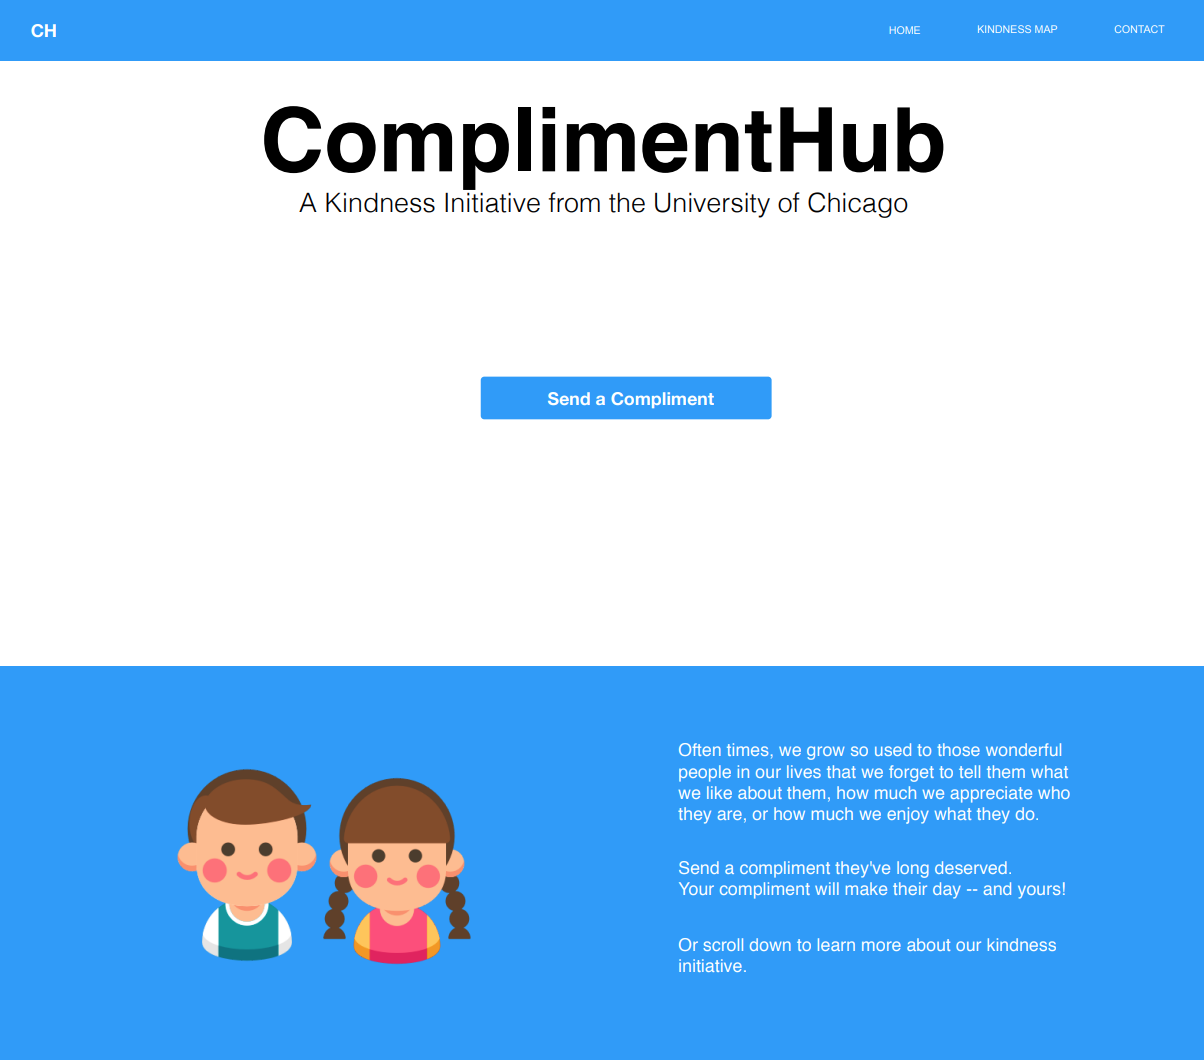 CH
HOME
KINDNESS MAP
CONTACT
ComplimentHub
A Kindness Initiative from the University of Chicago
Send a Compliment
Often times, we grow so used to those wonderful
people in our lives that we forget to tell them what
we like about them, how much we appreciate who
they are, or how much we enjoy what they do.
Send a compliment they've long deserved.
Your compliment will make their day -- and yours!
Or scroll down to learn more about our kindness
initiative.